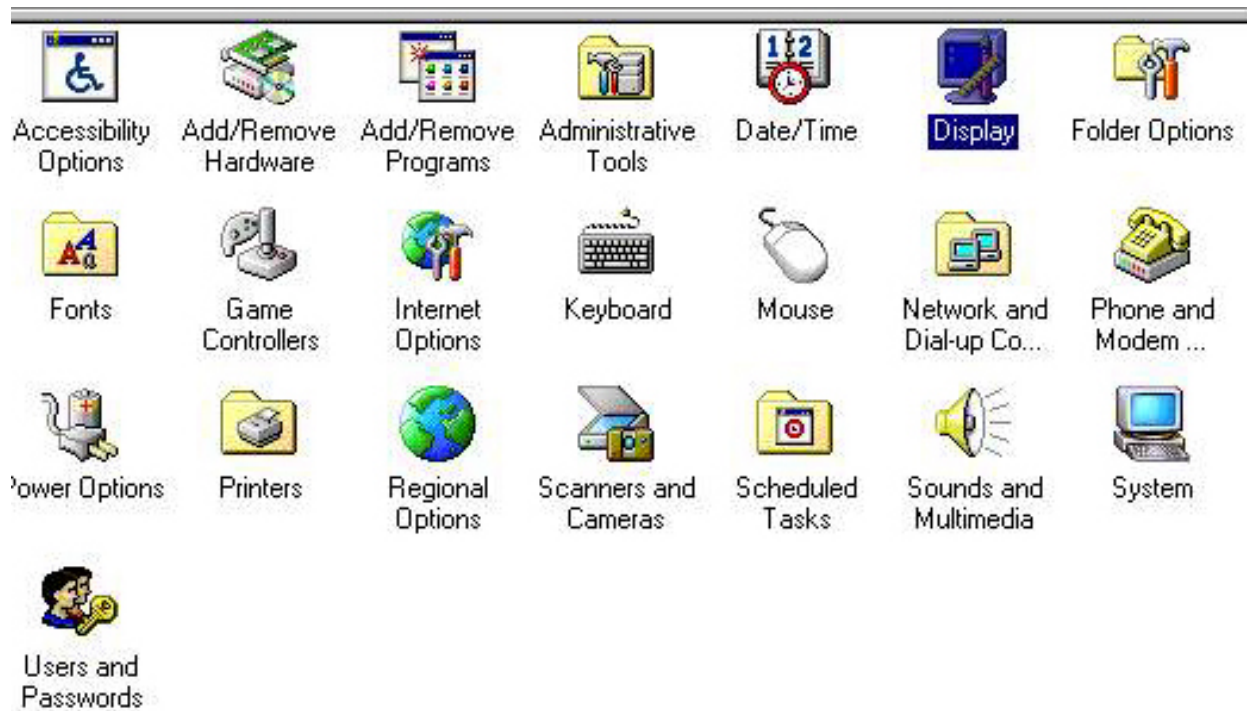 Accessibility Options
Add/Remove Hardware
Add/Remove Programs
Administrative Tools
Date/Time
Display
Folder Options
Fonts
Game Controllers
Internet Options
Keyboard
Mouse
Network and Dial-up Co...
Phone and Modem ...
Power Options
Printers
Regional Options
Scanners and Cameras
Scheduled Tasks
Sounds and Multimedia
System
Users and Passwords